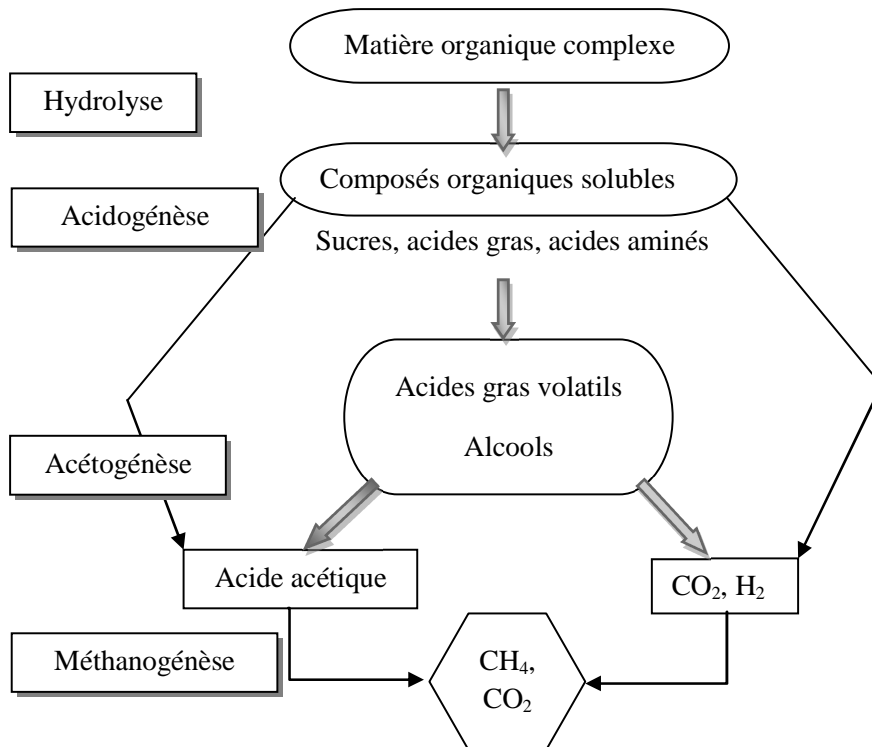 Matière organique complexe
Hydrolyse
Composés organiques solubles
Acidogénèse
Sucres, acides gras, acides aminés
Acides gras volatils
Alcools
Acétogénèse
Acide acétique
CO₂, H₂
Méthanogénèse
CH₄,
CO₂